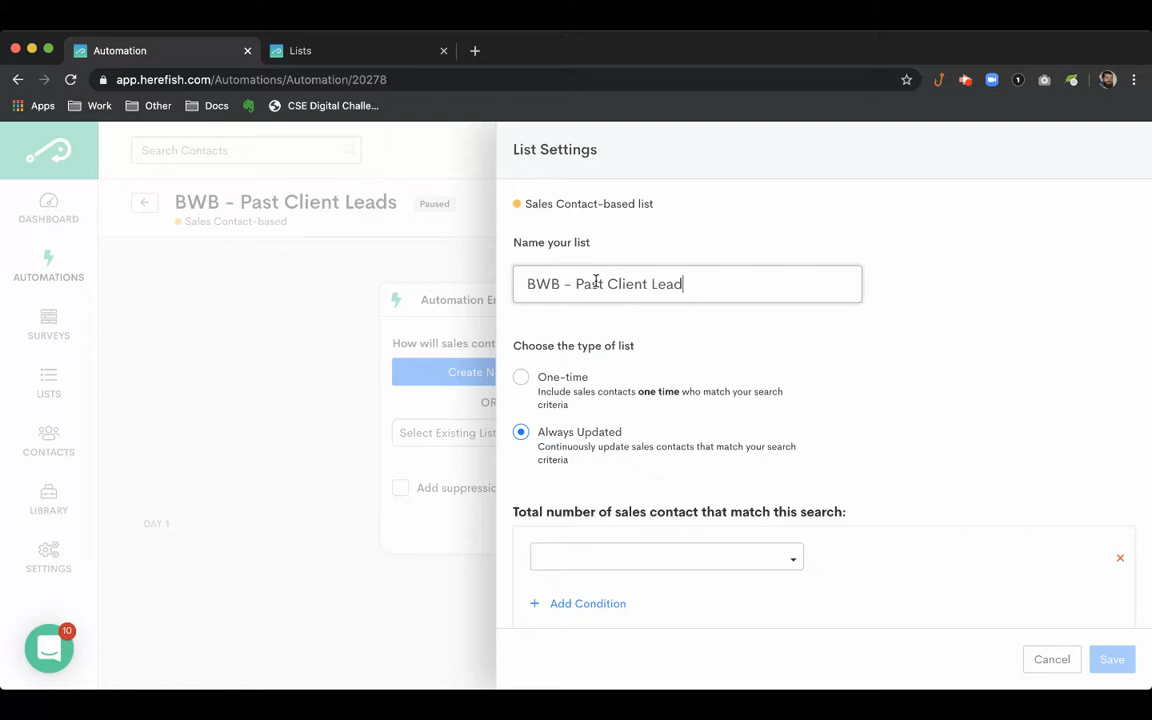 Automation
Lists
app.herefish.com/Automations/Automation/20278
Apps Work Other Docs CSE Digital Challe...
Search Contacts
BWB - Past Client Leads Paused
Sales Contact-based
DASHBOARD
AUTOMATIONS
SURVEYS
LISTS
CONTACTS
LIBRARY
SETTINGS
10
Automation En
How will sales cont
Create N
OR
Select Existing List
Add suppressio
DAY 1
List Settings
Sales Contact-based list
Name your list
BWB - Past Client Lead
Choose the type of list
One-time
Include sales contacts one time who match your search
criteria
Always Updated
Continuously update sales contacts that match your search
criteria
Total number of sales contact that match this search:
+ Add Condition
Cancel Save